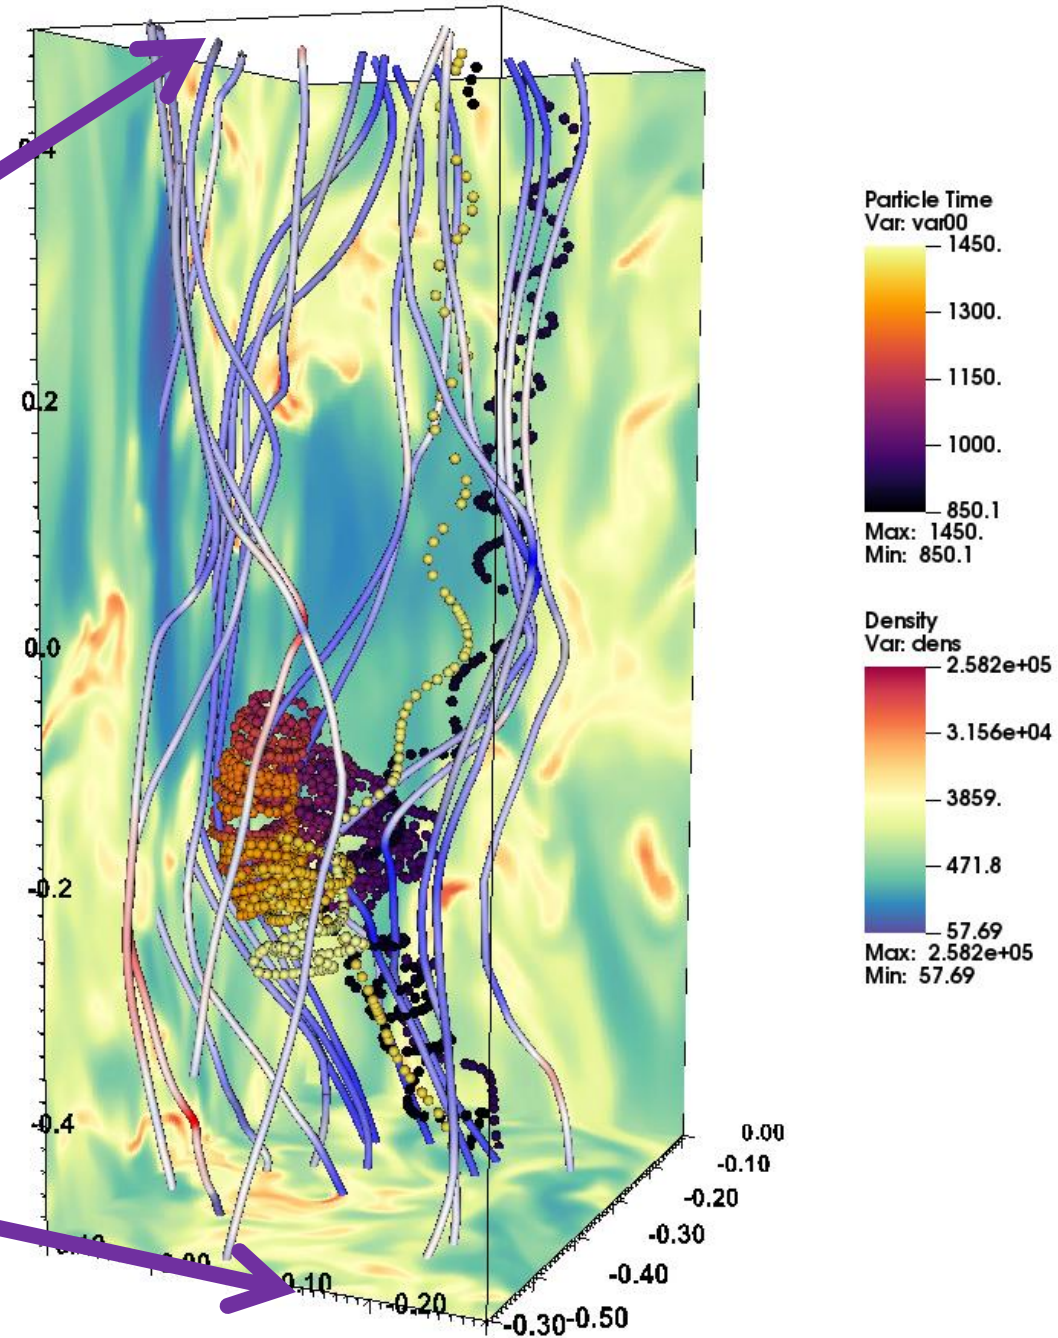 0.2
0.0
-0.2
-0.4
0.10
-0.20
-0.30
-0.50
-0.40
-0.30
-0.20
-0.10
0.00
Particle Time
Var: var00
1450.
1300.
1150.
1000.
850.1
Max: 1450.
Min: 850.1
Density
Var: dens
2.582e+05
3.156e+04
3859.
471.8
57.69
Max: 2.582e+05
Min: 57.69